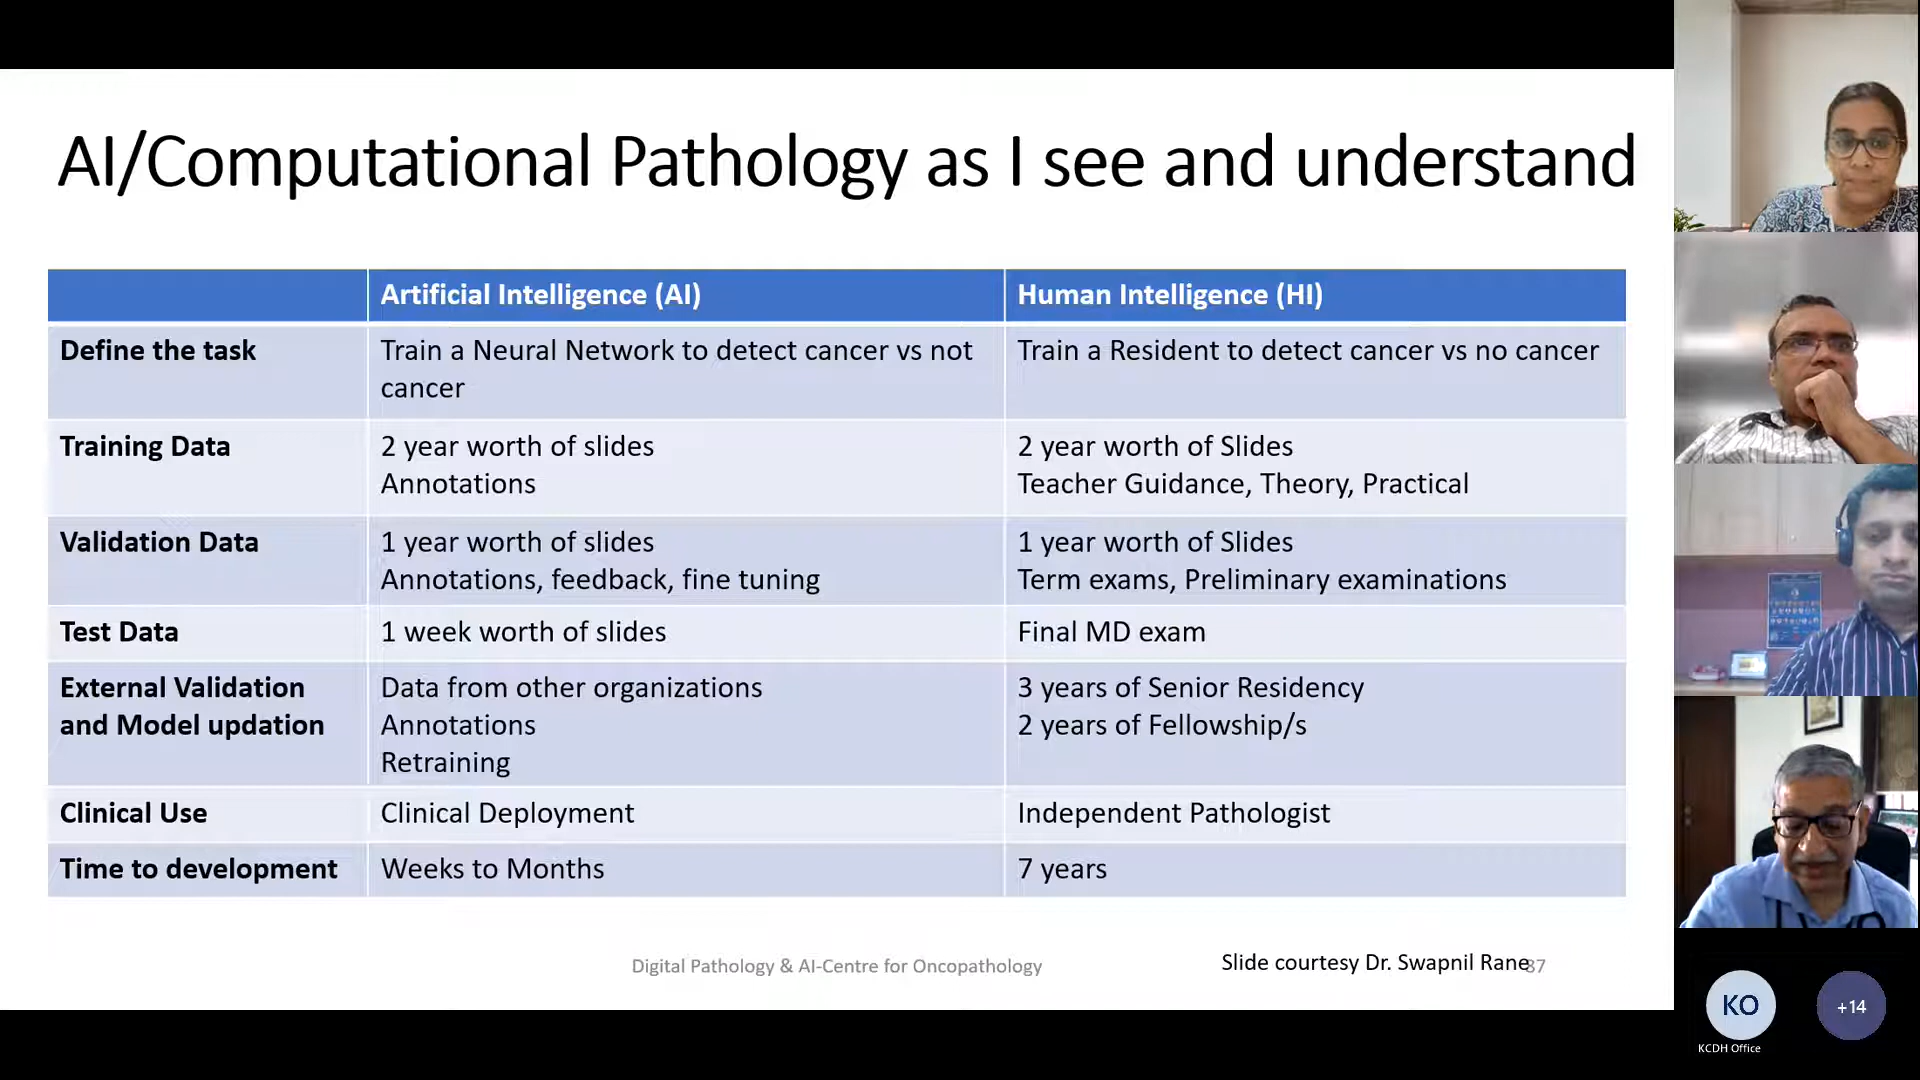 AI/Computational Pathology as I see and understand
Artificial Intelligence (AI)
Human Intelligence (HI)
Define the task
Train a Neural Network to detect cancer vs not
cancer
Train a Resident to detect cancer vs no cancer
Training Data
2 year worth of slides
Annotations
2 year worth of Slides
Teacher Guidance, Theory, Practical
Validation Data
1 year worth of slides
Annotations, feedback, fine tuning
1 year worth of Slides
Term exams, Preliminary examinations
Test Data
1 week worth of slides
Final MD exam
External Validation
and Model updation
Data from other organizations
Annotations
Retraining
3 years of Senior Residency
2 years of Fellowship/s
Clinical Use
Clinical Deployment
Independent Pathologist
Time to development
Weeks to Months
7 years
Digital Pathology & AI-Centre for Oncopathology
Slide courtesy Dr. Swapnil Rane
37
KO
KCDH Office
+14